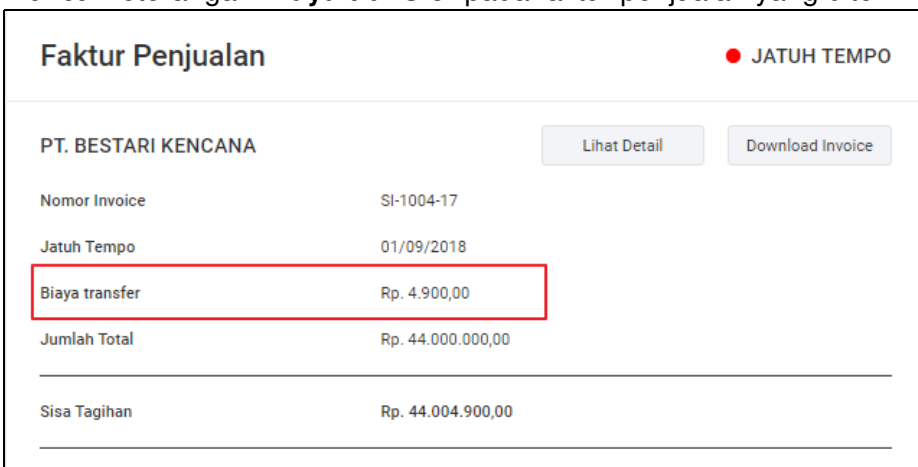 Faktur Penjualan
JATUH TEMPO
PT. BESTARI KENCANA
Lihat Detail
Download Invoice
Nomor Invoice SI-1004-17
Jatuh Tempo 01/09/2018
Biaya transfer Rp. 4.900,00
Jumlah Total Rp. 44.000.000,00
Sisa Tagihan Rp. 44.004.900,00